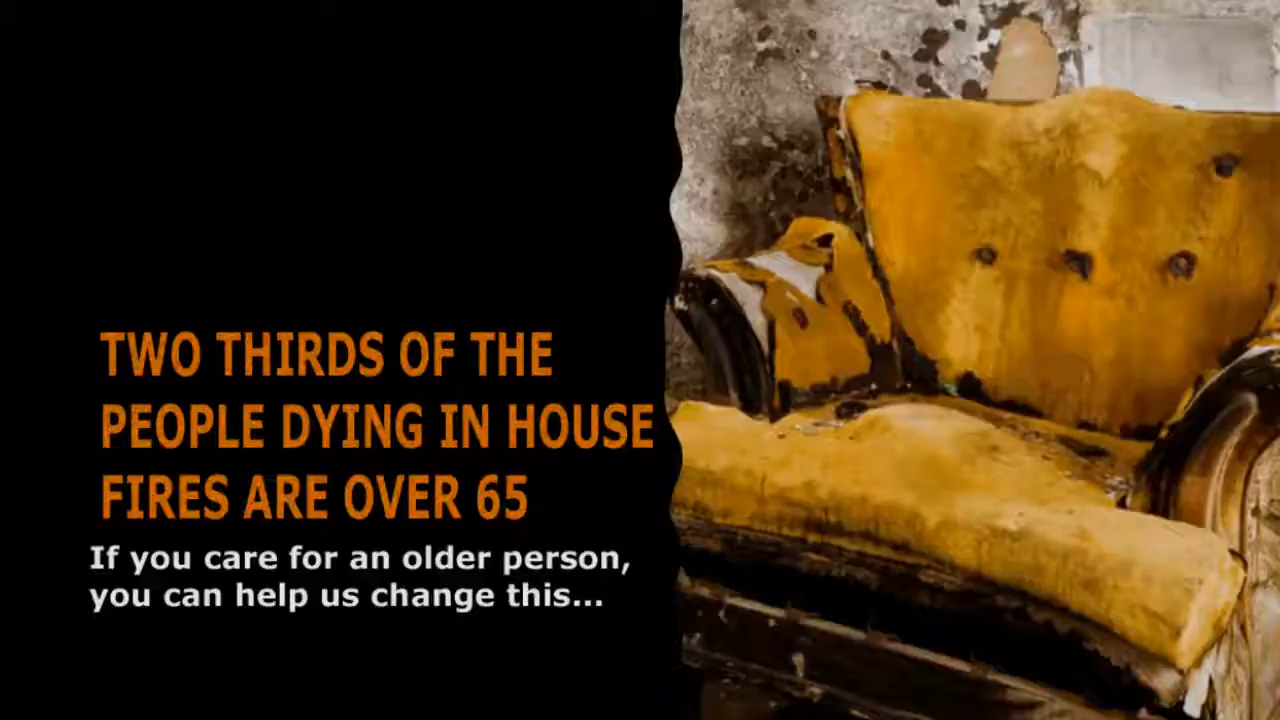 TWO THIRDS OF THE
PEOPLE DYING IN HOUSE
FIRES ARE OVER 65
If you care for an older person,
you can help us change this...